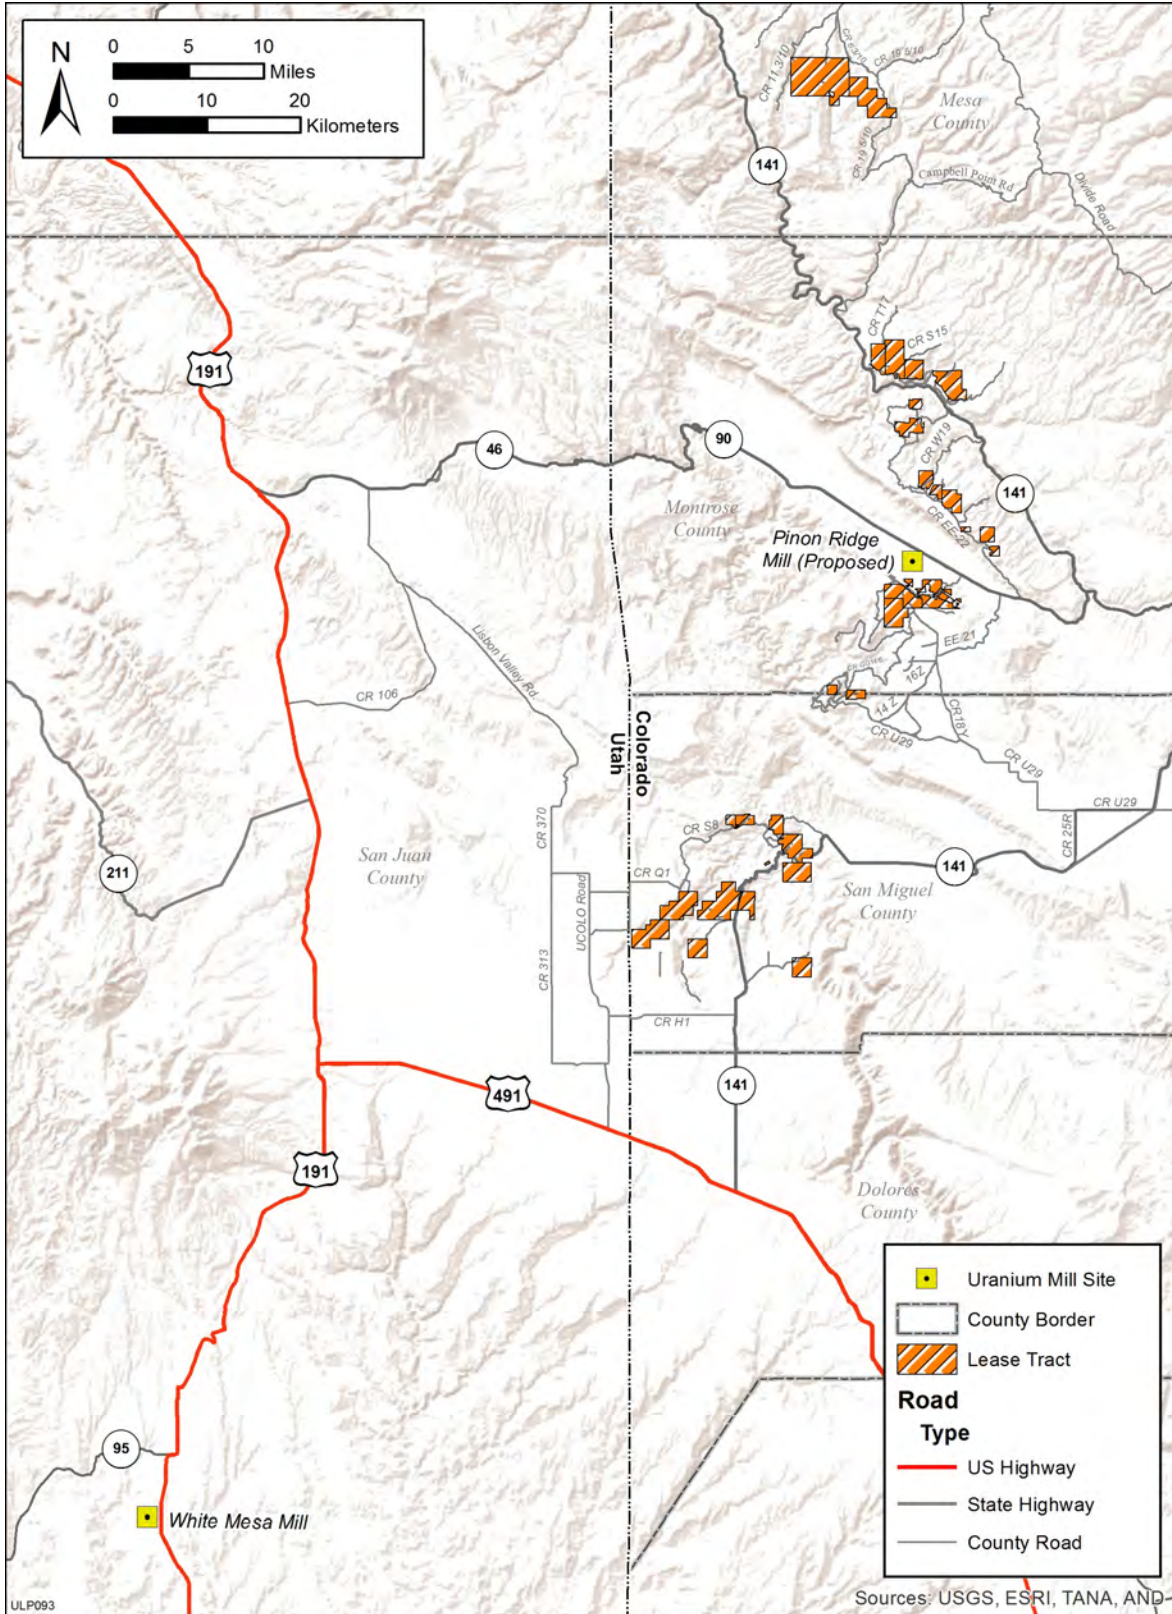 N
0 5 10
Miles
0 10 20
Kilometers
CR 11 3/10
CR 63/10
CR 19 5/10
Mesa
County
CR 19 5/10
141
Campbell Point Rd
Divide Road
CR T17
CR S15
191
46
90
CR W19
141
Montrose
County
CR EE-22
Pinon Ridge
Mill (Proposed)
Lisbon Valley Rd.
EE 21
CR 106
16Z
14 Z
CR18Y
CR U29
Colorado
Utah
CR U29
CR U29
CR 25R
CR 370
CR S8
San Juan
County
211
141
CR Q1
San Miguel
County
UCOLO Road
CR 313
CR H1
491
141
191
Dolores
County
Uranium Mill Site
County Border
Lease Tract
Road
Type
US Highway
State Highway
County Road
95
White Mesa Mill
ULP093
Sources: USGS, ESRI, TANA, AND